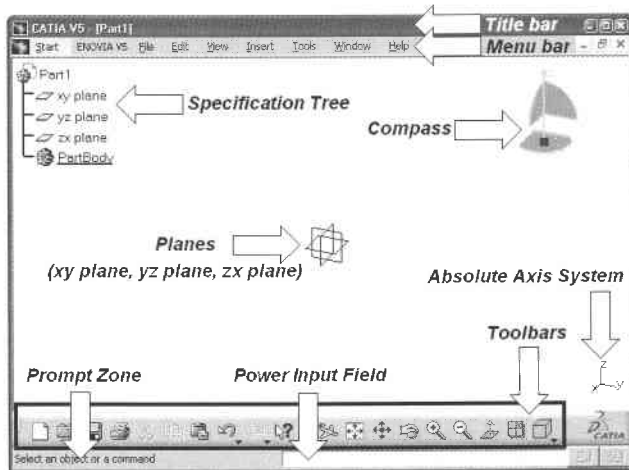 CATIA V5 - [Part1]
Title bar
Start ENOVIA V5 File Edit View Insert Tools Window Help
Menu bar
Part1
xy plane
yz plane
zx plane
PartBody
Specification Tree
Compass
Planes
(xy plane, yz plane, zx plane)
Absolute Axis System
Toolbars
z
x y
Prompt Zone
Power Input Field
CATIA
Select an object or a command